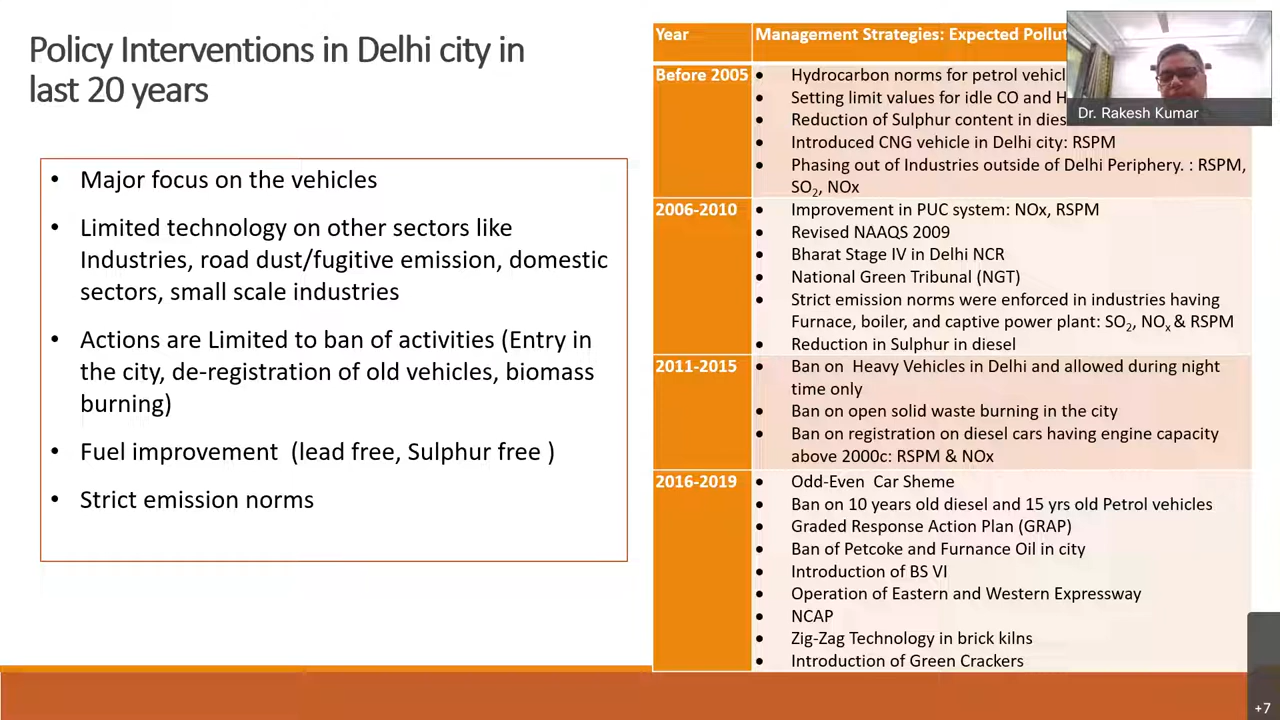 Policy Interventions in Delhi city in
last 20 years
• Major focus on the vehicles
• Limited technology on other sectors like
Industries, road dust/fugitive emission, domestic
sectors, small scale industries
• Actions are Limited to ban of activities (Entry in
the city, de-registration of old vehicles, biomass
burning)
• Fuel improvement (lead free, Sulphur free )
• Strict emission norms
Year Management Strategies: Expected
Before 2005
• Hydrocarbon norms for petrol
• Setting limit values for idle CO and
• Reduction of Sulphur content in
• Introduced CNG vehicle in Delhi city: RSPM
• Phasing out of Industries outside of Delhi Periphery. : RSPM,
SO2, NOx
2006-2010
• Improvement in PUC system: NOx, RSPM
• Revised NAAQS 2009
• Bharat Stage IV in Delhi NCR
• National Green Tribunal (NGT)
• Strict emission norms were enforced in industries having
Furnace, boiler, and captive power plant: SO2, NOx & RSPM
• Reduction in Sulphur in diesel
2011-2015
• Ban on Heavy Vehicles in Delhi and allowed during night
time only
• Ban on open solid waste burning in the city
• Ban on registration on diesel cars having engine capacity
above 2000c: RSPM & NOx
2016-2019
• Odd-Even Car Sheme
• Ban on 10 years old diesel and 15 yrs old Petrol vehicles
• Graded Response Action Plan (GRAP)
• Ban of Petcoke and Furnance Oil in city
• Introduction of BS VI
• Operation of Eastern and Western Expressway
• NCAP
• Zig-Zag Technology in brick kilns
• Introduction of Green Crackers
Dr. Rakesh Kumar
+7